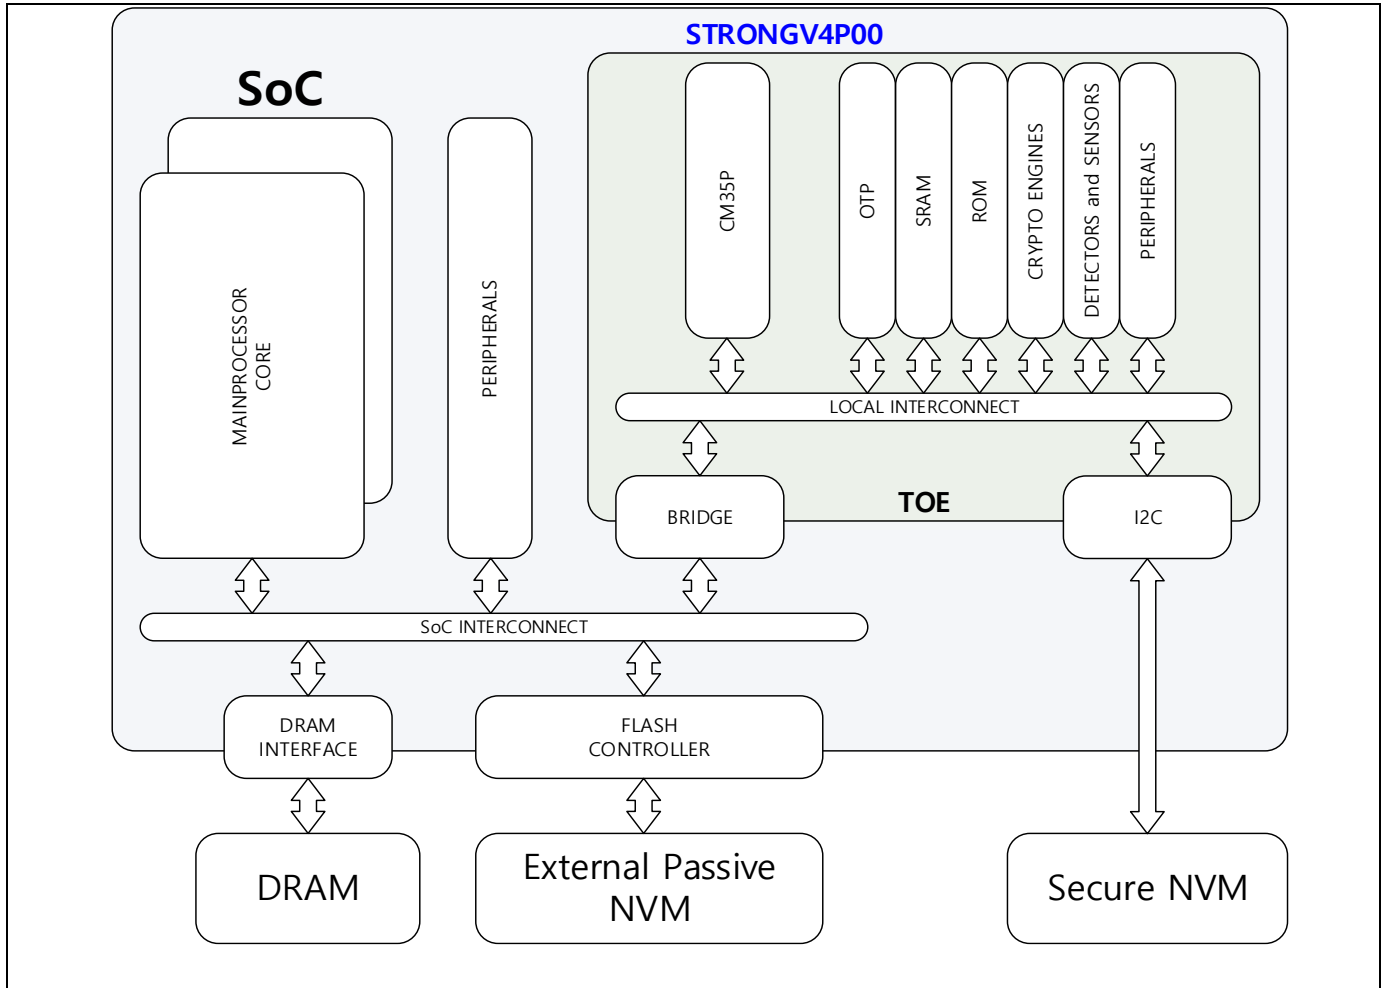 STRONGV4P00
SoC
MAINPROCESSOR
CORE
PERIPHERALS
CM35P
OTP
SRAM
ROM
CRYPTO ENGINES
DETECTORS and SENSORS
PERIPHERALS
LOCAL INTERCONNECT
BRIDGE
TOE
I2C
SoC INTERCONNECT
DRAM
INTERFACE
FLASH
CONTROLLER
DRAM
External Passive
NVM
Secure NVM